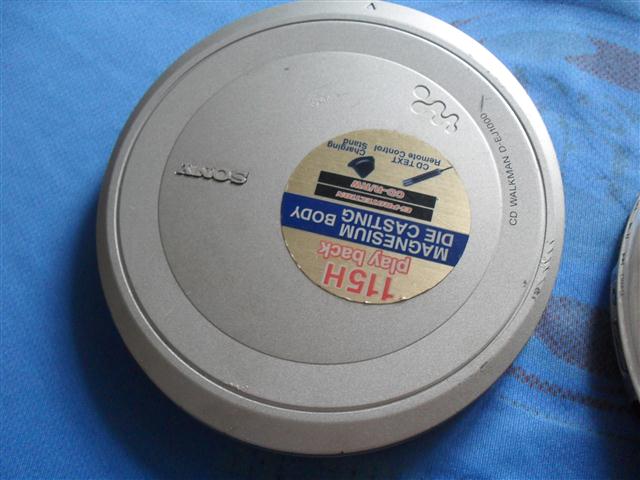 SONY
115H
play back
MAGNESIUM BODY
DIE CASTING
G-PROTECTION
CD-R/RW
Charging
Stand
CD TEXT
Remote Control
CD WALKMAN D-EJ1000